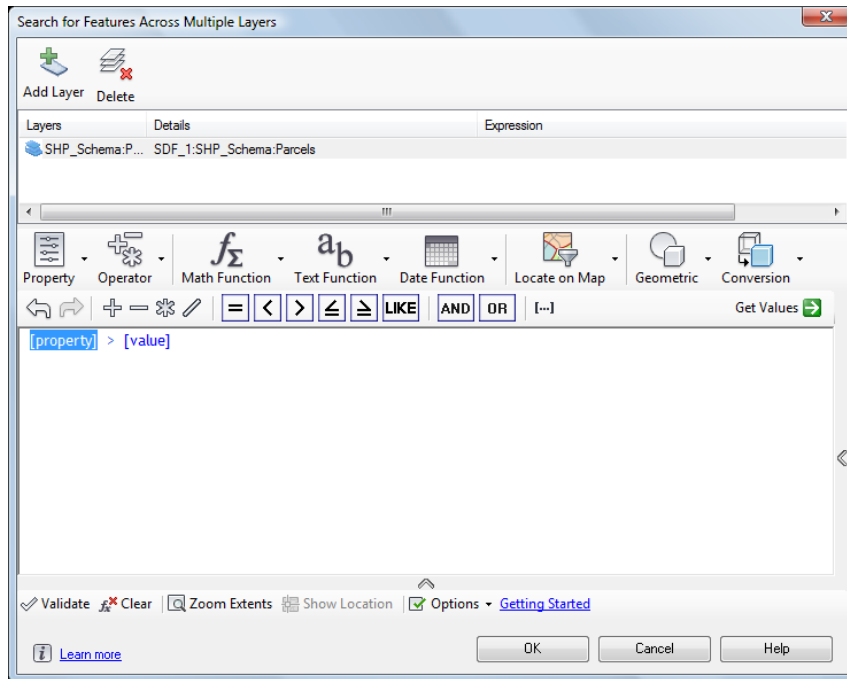 Search for Features Across Multiple Layers
Add Layer Delete
Layers Details Expression
SHP_Schema:P... SDF_1:SHP_Schema:Parcels
Property Operator Math Function Text Function Date Function Locate on Map Geometric Conversion
= < > ≤ ≥ LIKE AND OR [...] Get Values
[property] > [value]
Validate Clear Zoom Extents Show Location Options Getting Started
Learn more OK Cancel Help